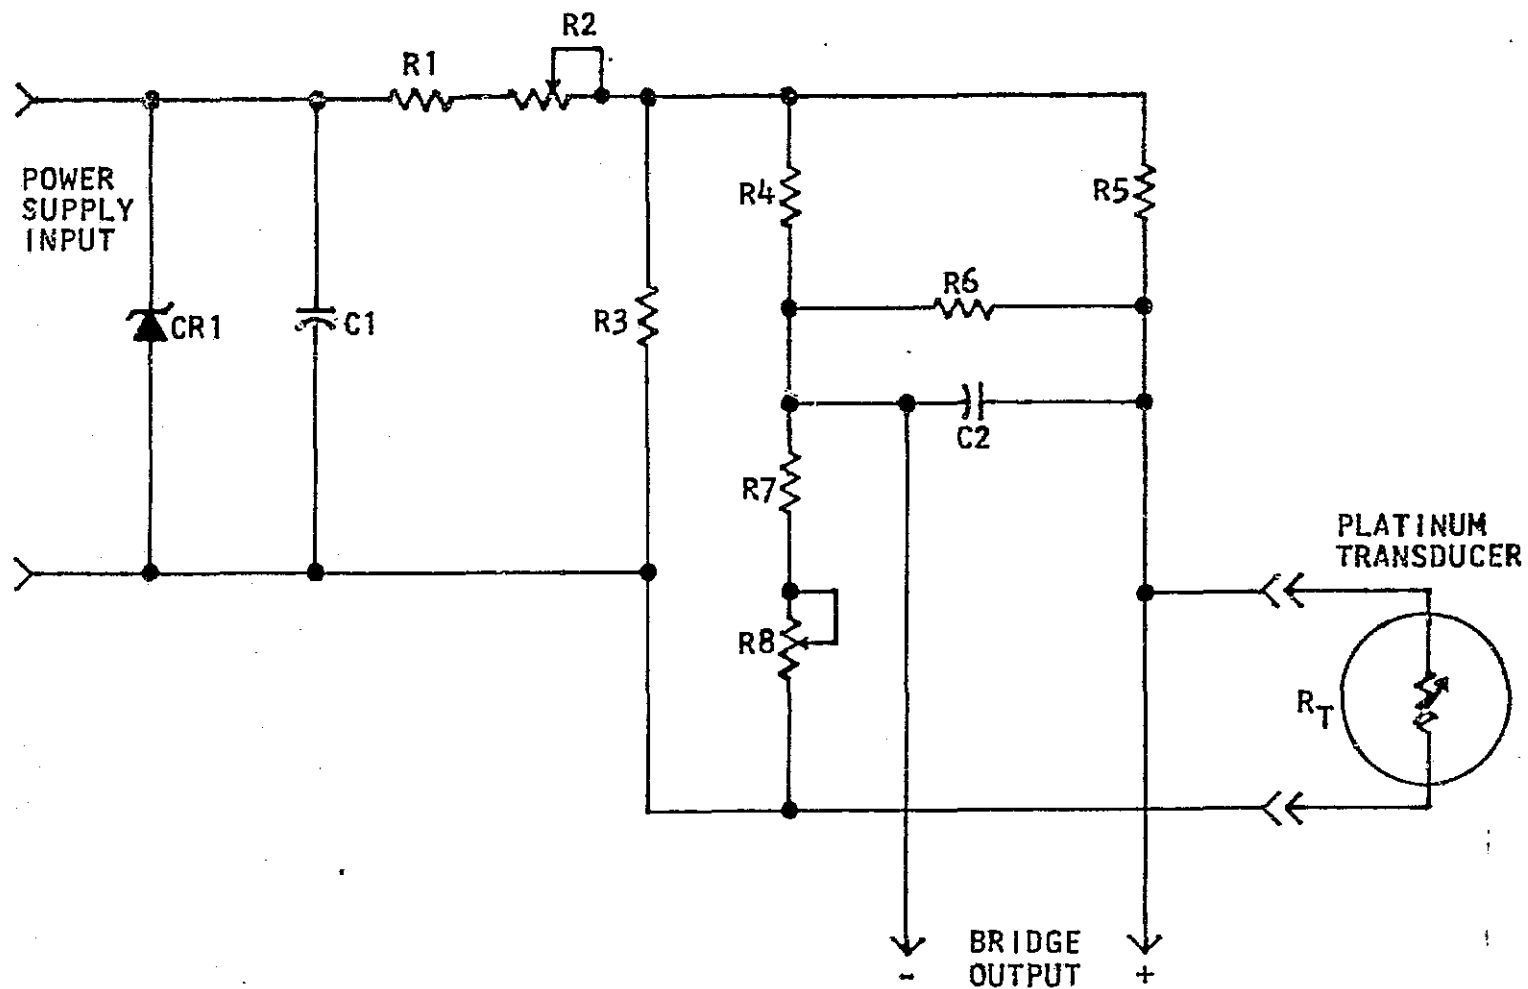 R2
R1
POWER
SUPPLY
INPUT
R4
R5
R6
CR1
C1
R3
C2
R7
PLATINUM
TRANSDUCER
R8
RT
BRIDGE
OUTPUT
-
+